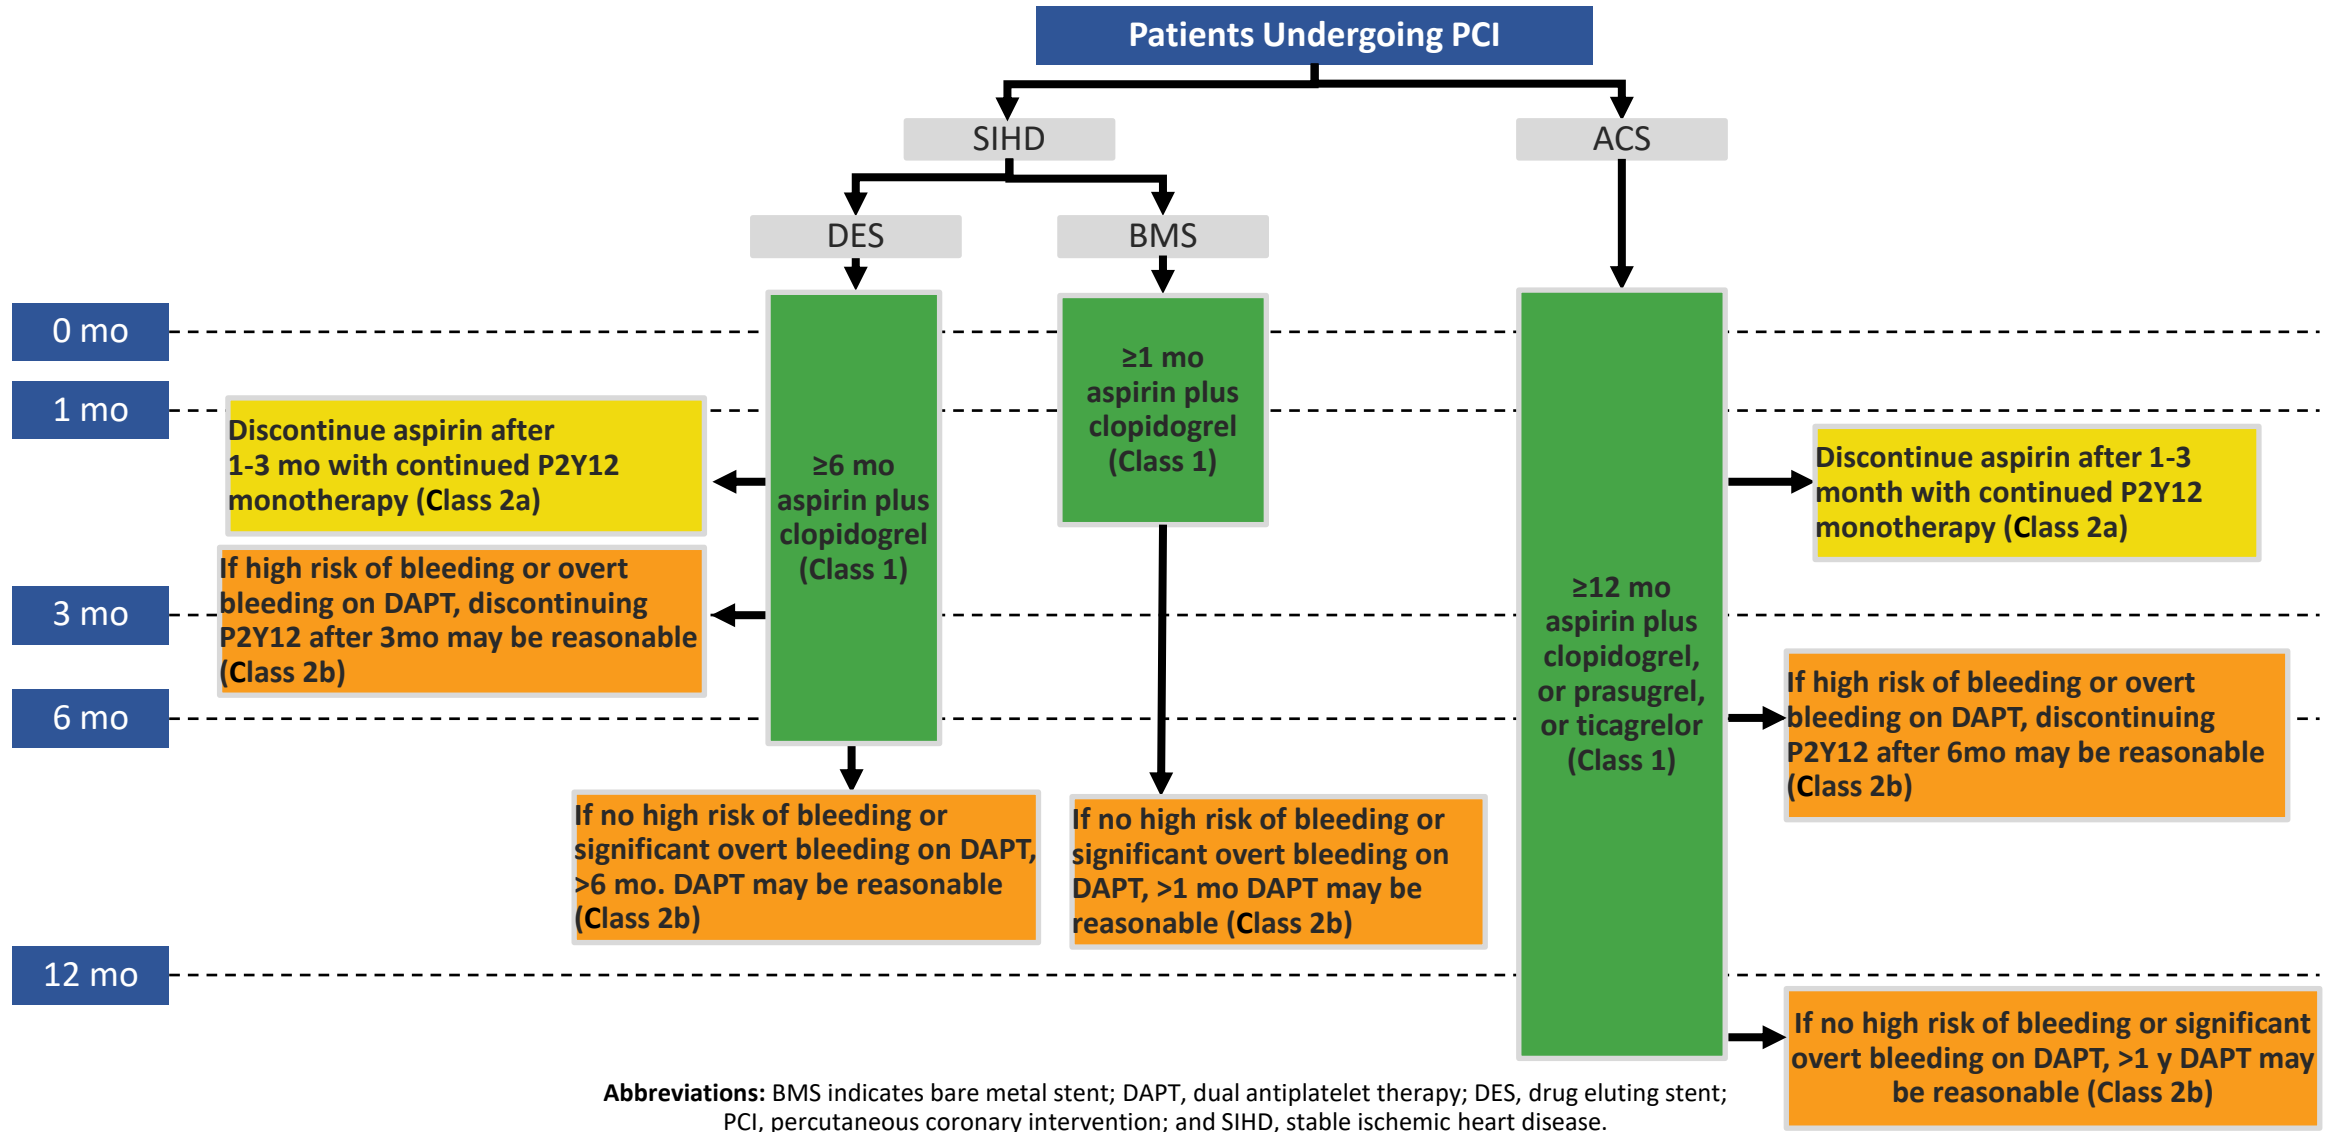 Patients Undergoing PCI
SIHD
ACS
DES
BMS
0 mo
1 mo
3 mo
6 mo
12 mo
Discontinue aspirin after
1-3 mo with continued P2Y12
monotherapy (Class 2a)
If high risk of bleeding or overt
bleeding on DAPT, discontinuing
P2Y12 after 3mo may be reasonable
(Class 2b)
≥6 mo
aspirin plus
clopidogrel
(Class 1)
If no high risk of bleeding or
significant overt bleeding on DAPT,
>6 mo. DAPT may be reasonable
(Class 2b)
≥1 mo
aspirin plus
clopidogrel
(Class 1)
If no high risk of bleeding or
significant overt bleeding on
DAPT, >1 mo DAPT may be
reasonable (Class 2b)
≥12 mo
aspirin plus
clopidogrel,
or prasugrel,
or ticagrelor
(Class 1)
Discontinue aspirin after 1-3
month with continued P2Y12
monotherapy (Class 2a)
If high risk of bleeding or overt
bleeding on DAPT, discontinuing
P2Y12 after 6mo may be reasonable
(Class 2b)
If no high risk of bleeding or significant
overt bleeding on DAPT, >1 y DAPT may
be reasonable (Class 2b)
Abbreviations: BMS indicates bare metal stent; DAPT, dual antiplatelet therapy; DES, drug eluting stent;
PCI, percutaneous coronary intervention; and SIHD, stable ischemic heart disease.